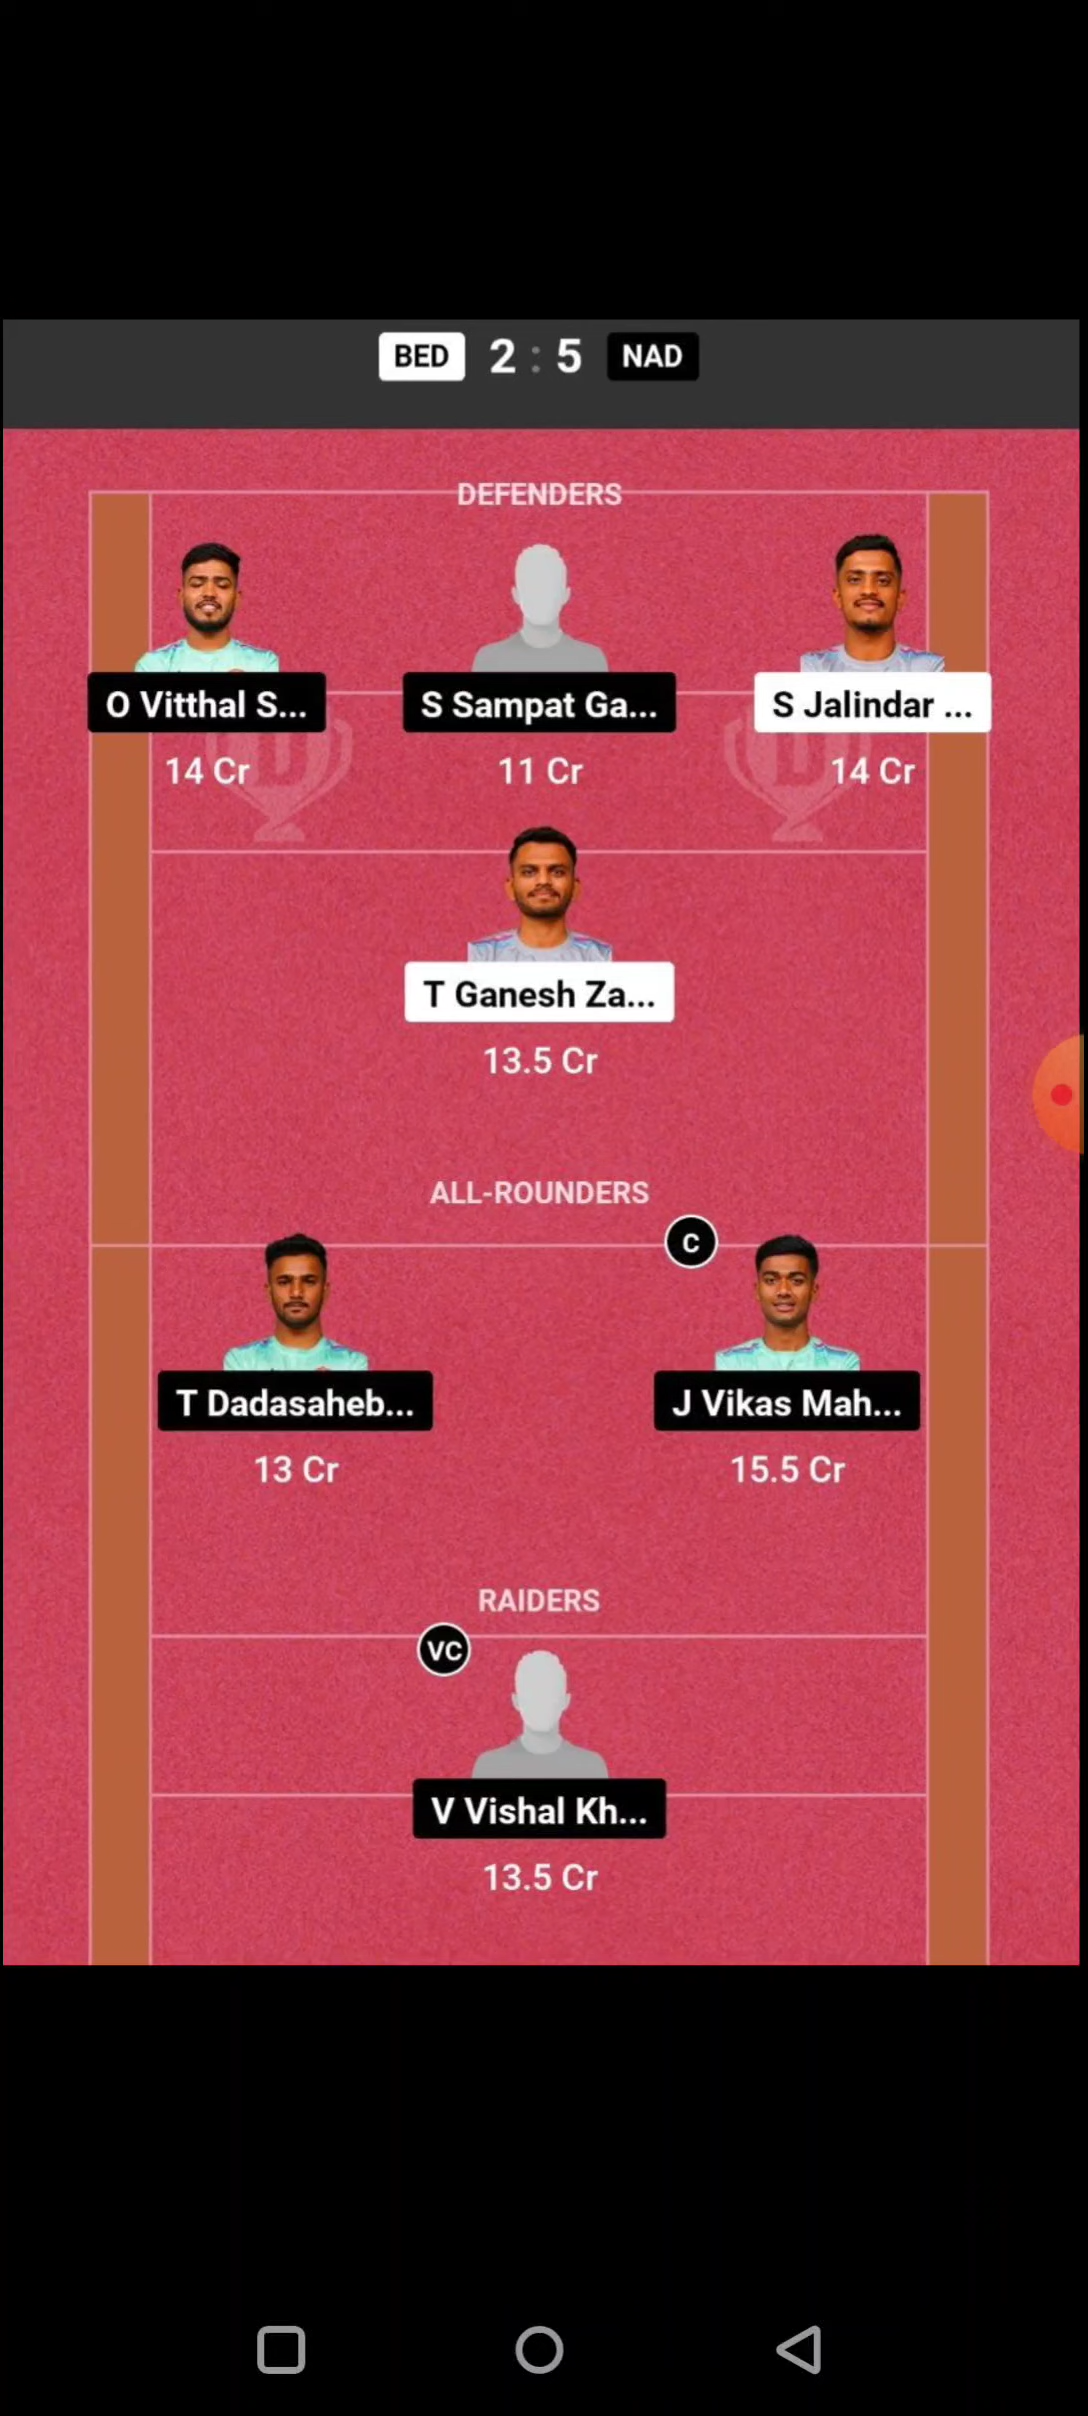 BED 2 : 5 NAD
DEFENDERS
O Vitthal S...
S Sampat Ga...
S Jalindar ...
14 Cr
11 Cr
14 Cr
T Ganesh Za...
13.5 Cr
ALL-ROUNDERS
C
T Dadasaheb...
J Vikas Mah...
13 Cr
15.5 Cr
RAIDERS
VC
V Vishal Kh...
13.5 Cr